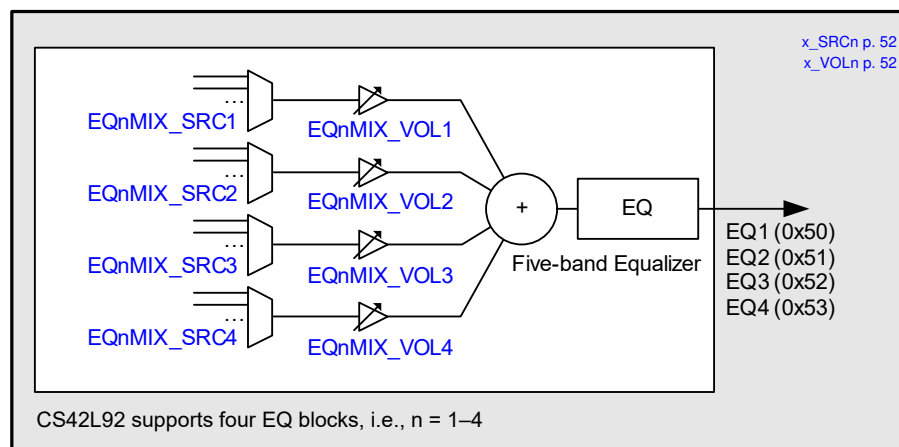 x_SRCn p. 52
x_VOLn p. 52
...
EQnMIX_SRC1
EQnMIX_VOL1
...
EQnMIX_SRC2
EQnMIX_VOL2
...
EQnMIX_SRC3
EQnMIX_VOL3
...
EQnMIX_SRC4
EQnMIX_VOL4
+
EQ
Five-band Equalizer
EQ1 (0x50)
EQ2 (0x51)
EQ3 (0x52)
EQ4 (0x53)
CS42L92 supports four EQ blocks, i.e., n = 1–4